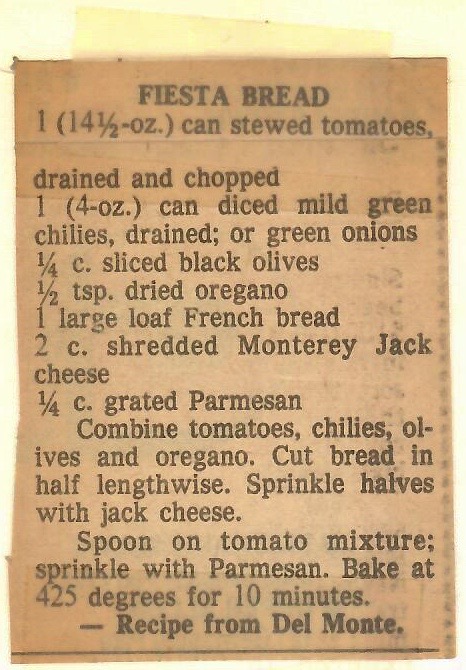 FIESTA BREAD
1 (14½-oz.) can stewed tomatoes,
drained and chopped
1 (4-oz.) can diced mild green
chilies, drained; or green onions
¼ c. sliced black olives
½ tsp. dried oregano
1 large loaf French bread
2 c. shredded Monterey Jack
cheese
¼ c. grated Parmesan
Combine tomatoes, chilies, ol-
ives and oregano. Cut bread in
half lengthwise. Sprinkle halves
with jack cheese.
Spoon on tomato mixture;
sprinkle with Parmesan. Bake at
425 degrees for 10 minutes.
— Recipe from Del Monte.